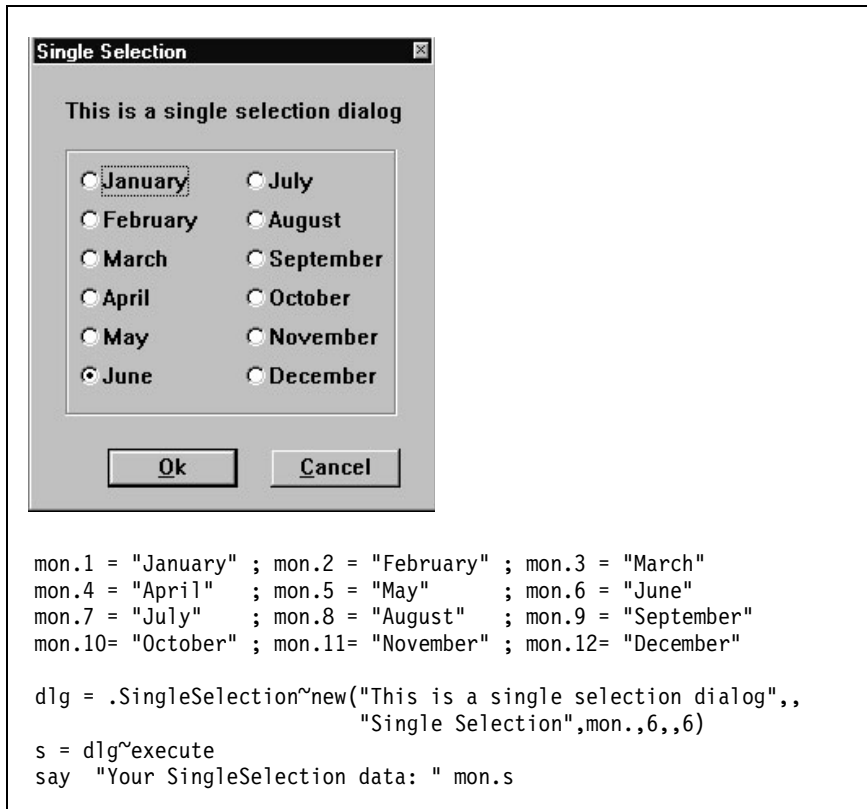 Single Selection
This is a single selection dialog
January
February
March
April
May
June
July
August
September
October
November
December
Ok
Cancel
mon.1 = "January" ; mon.2 = "February" ; mon.3 = "March"
mon.4 = "April"   ; mon.5 = "May"      ; mon.6 = "June"
mon.7 = "July"    ; mon.8 = "August"   ; mon.9 = "September"
mon.10= "October" ; mon.11= "November" ; mon.12= "December"
dlg = .SingleSelection~new("This is a single selection dialog",,
"Single Selection",mon.,6,,6)
s = dlg~execute
say  "Your SingleSelection data: " mon.s